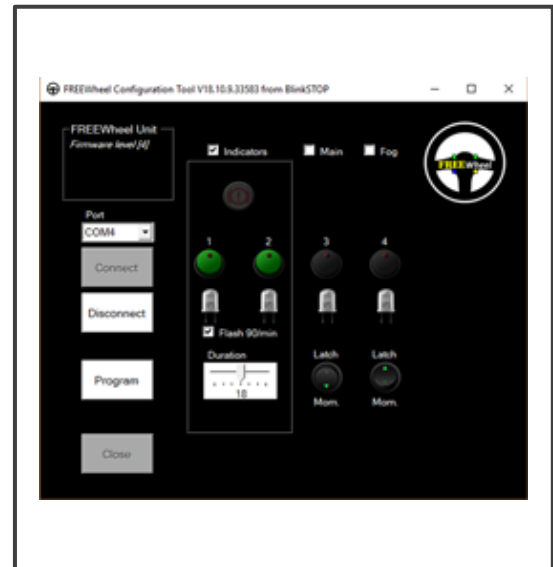 FREEWheel Configuration Tool V18.10.9.33583 from BlinkSTOP
FREEWheel Unit
Firmware level [4]
Indicators
Main
Fog
FREEWheel
Port
COM4
Connect
Disconnect
Program
Close
1 2 3 4
Flash 90/min
Duration
18
Latch Latch
Mom. Mom.